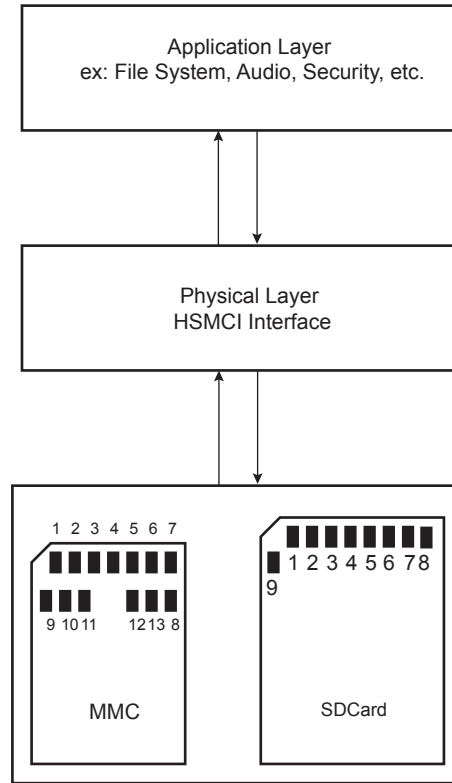 Application Layer
ex: File System, Audio, Security, etc.
Physical Layer
HSMCI Interface
1 2 3 4 5 6 7
9 10 11 12 13 8
MMC
1 2 3 4 5 6 7 8
9
SDCard